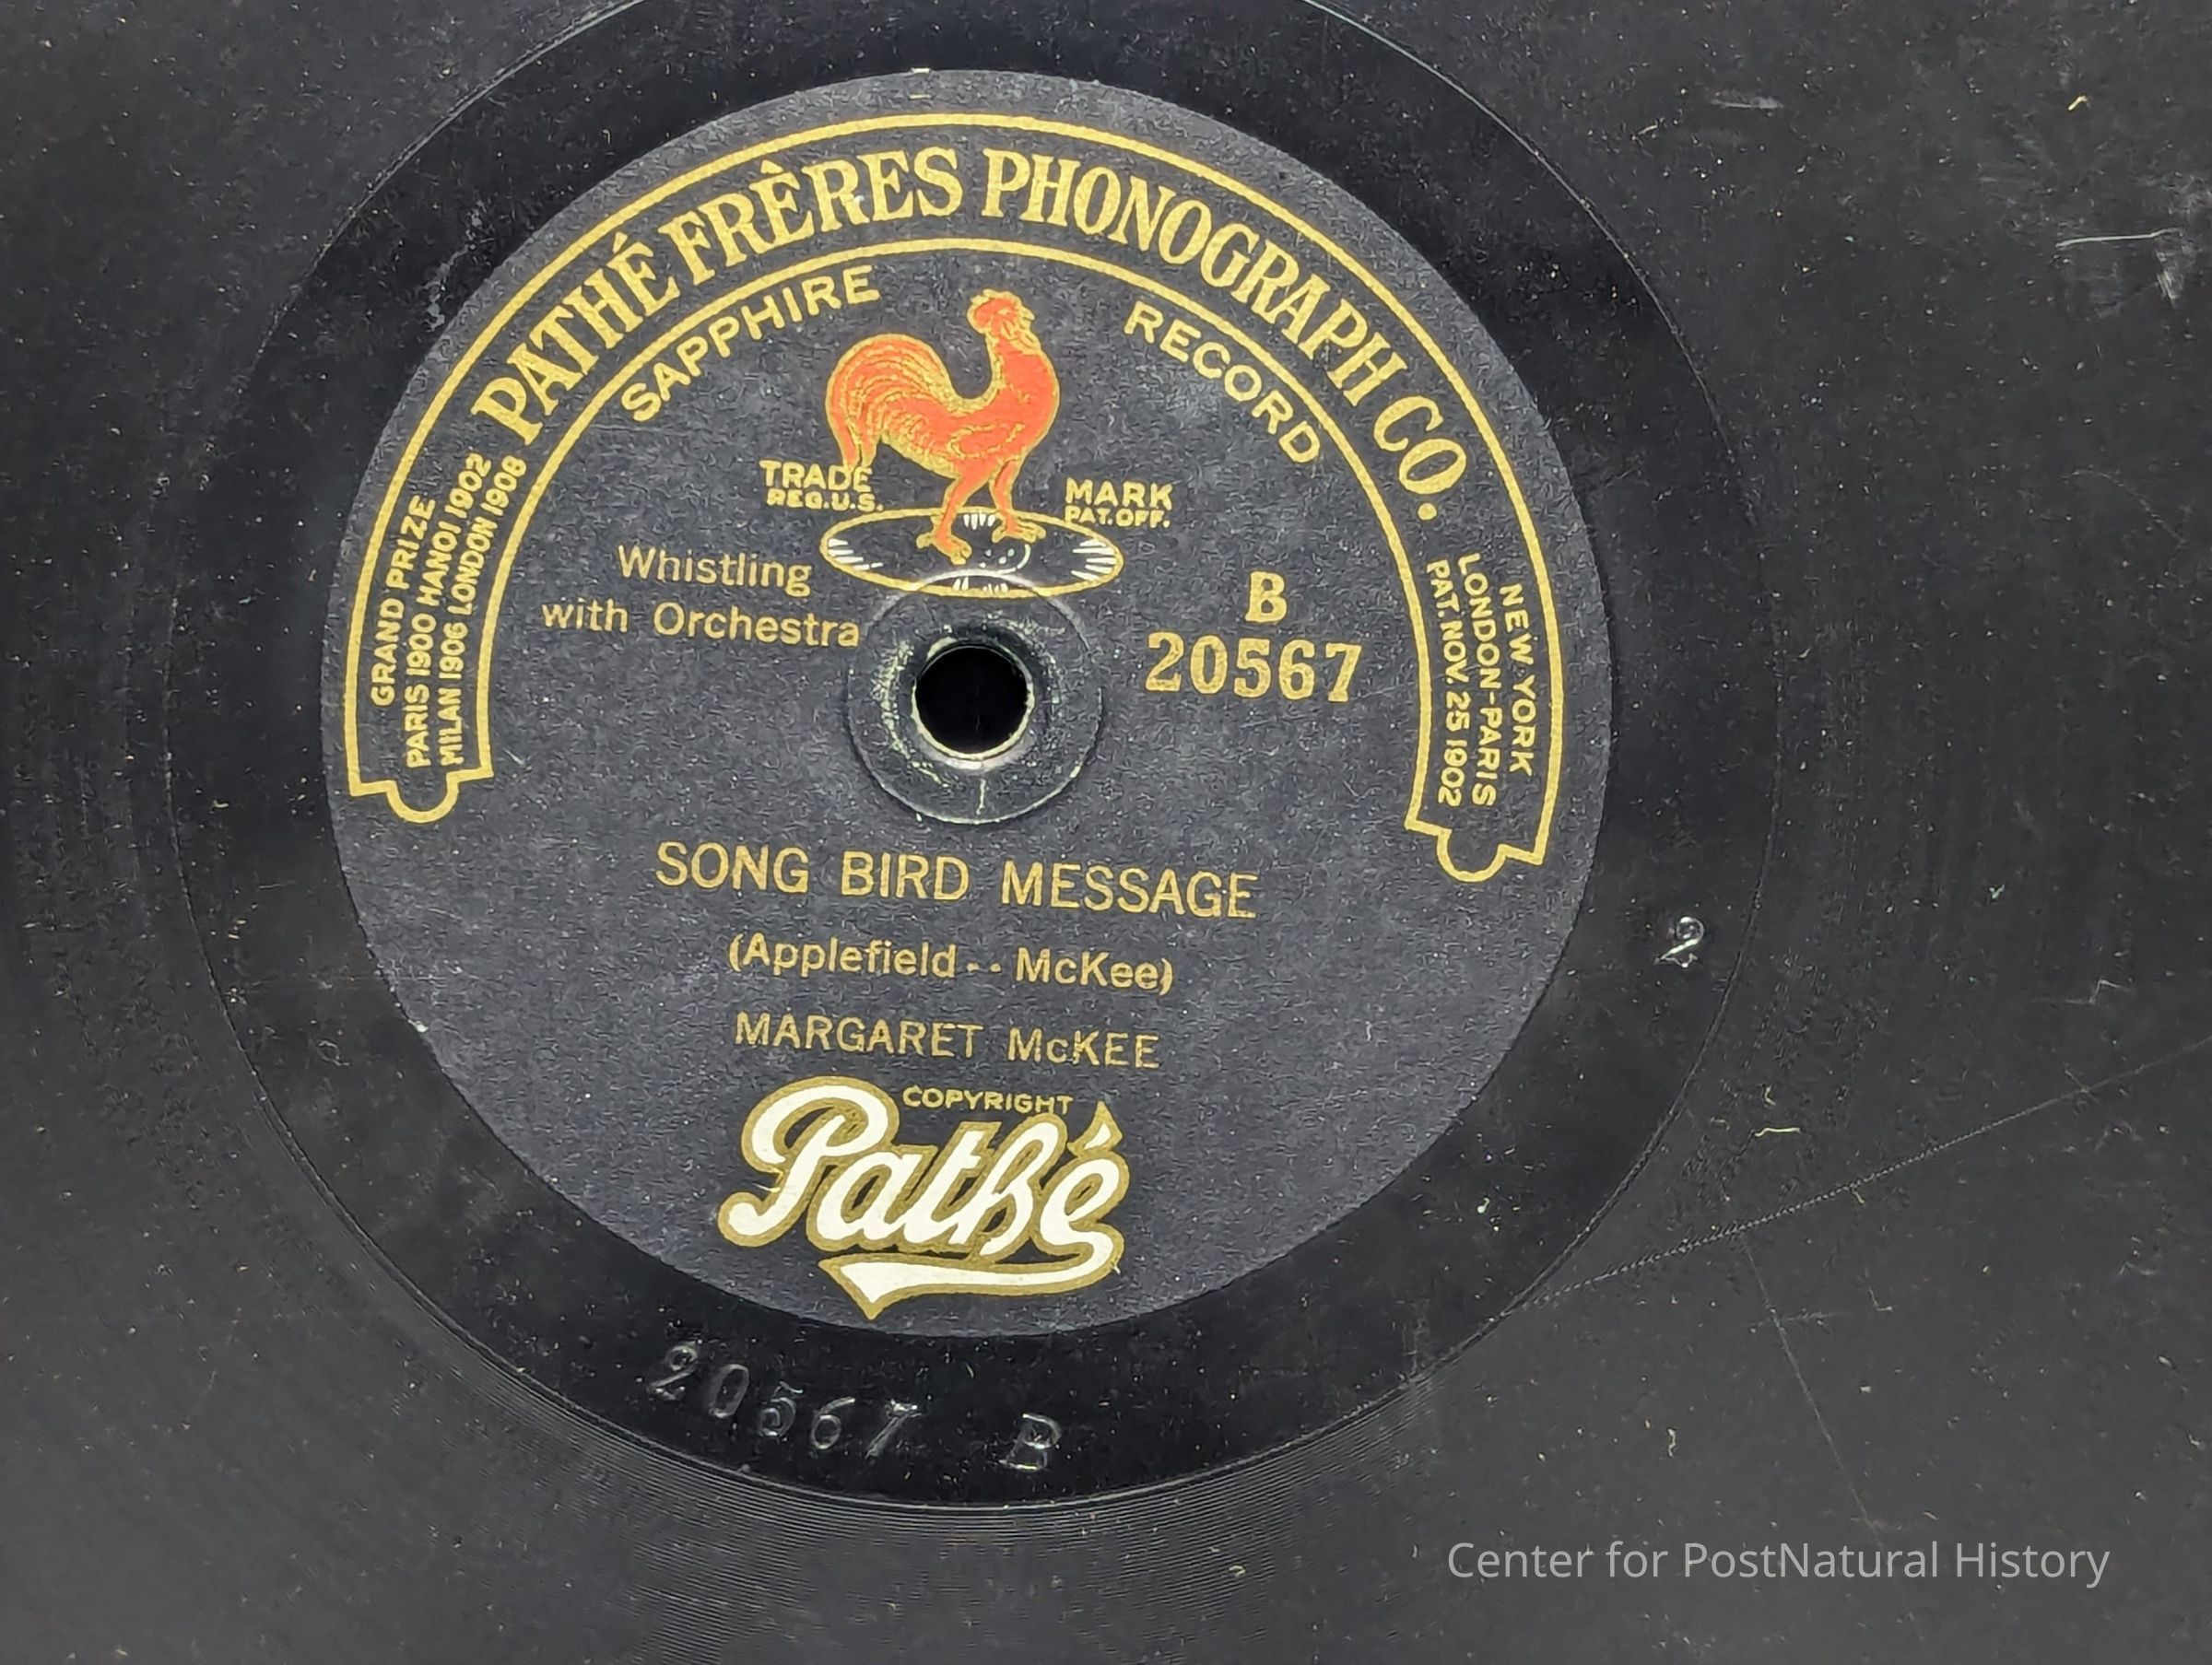 PATHÉ FRÈRES PHONOGRAPH CO.
GRAND PRIZE
PARIS 1900 HANOI 1902
MILAN 1906 LONDON 1908
NEW YORK
LONDON-PARIS
PAT. NOV. 25 1902
SAPPHIRE RECORD
TRADE MARK
REG. U.S. PAT. OFF.
Whistling
with Orchestra
B
20567
SONG BIRD MESSAGE
(Applefield -- McKee)
MARGARET McKEE
COPYRIGHT
Pathé
2
20567 B
Center for PostNatural History